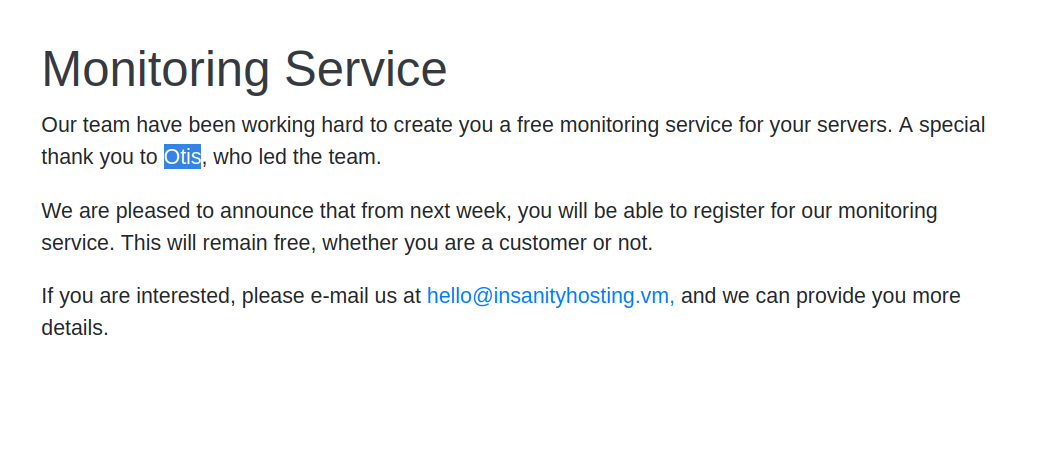 Monitoring Service
Our team have been working hard to create you a free monitoring service for your servers. A special
thank you to Otis, who led the team.
We are pleased to announce that from next week, you will be able to register for our monitoring
service. This will remain free, whether you are a customer or not.
If you are interested, please e-mail us at hello@insanityhosting.vm, and we can provide you more
details.